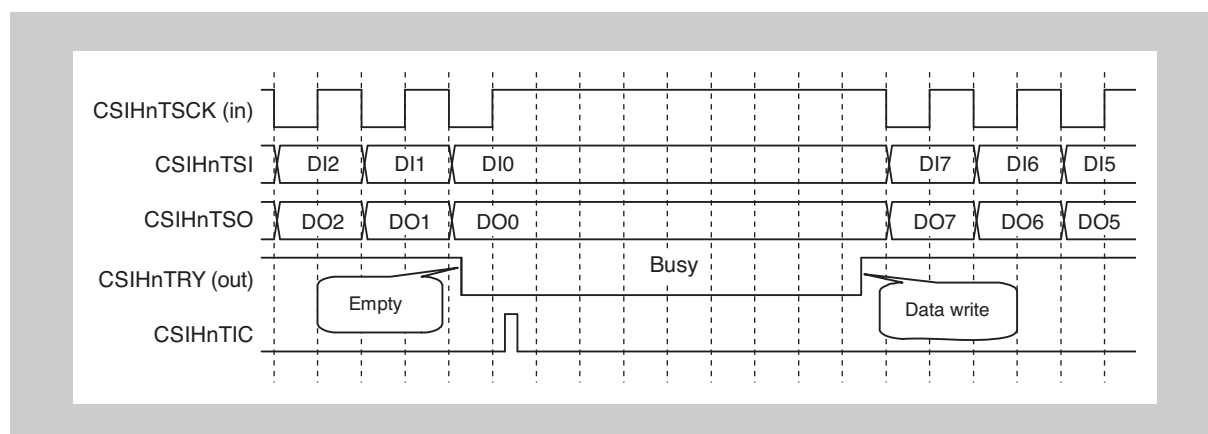 CSIHnTSCK (in)
CSIHnTSI DI2 DI1 DI0 DI7 DI6 DI5
CSIHnTSO DO2 DO1 DO0 DO7 DO6 DO5
CSIHnTRY (out) Busy
Empty Data write
CSIHnTIC